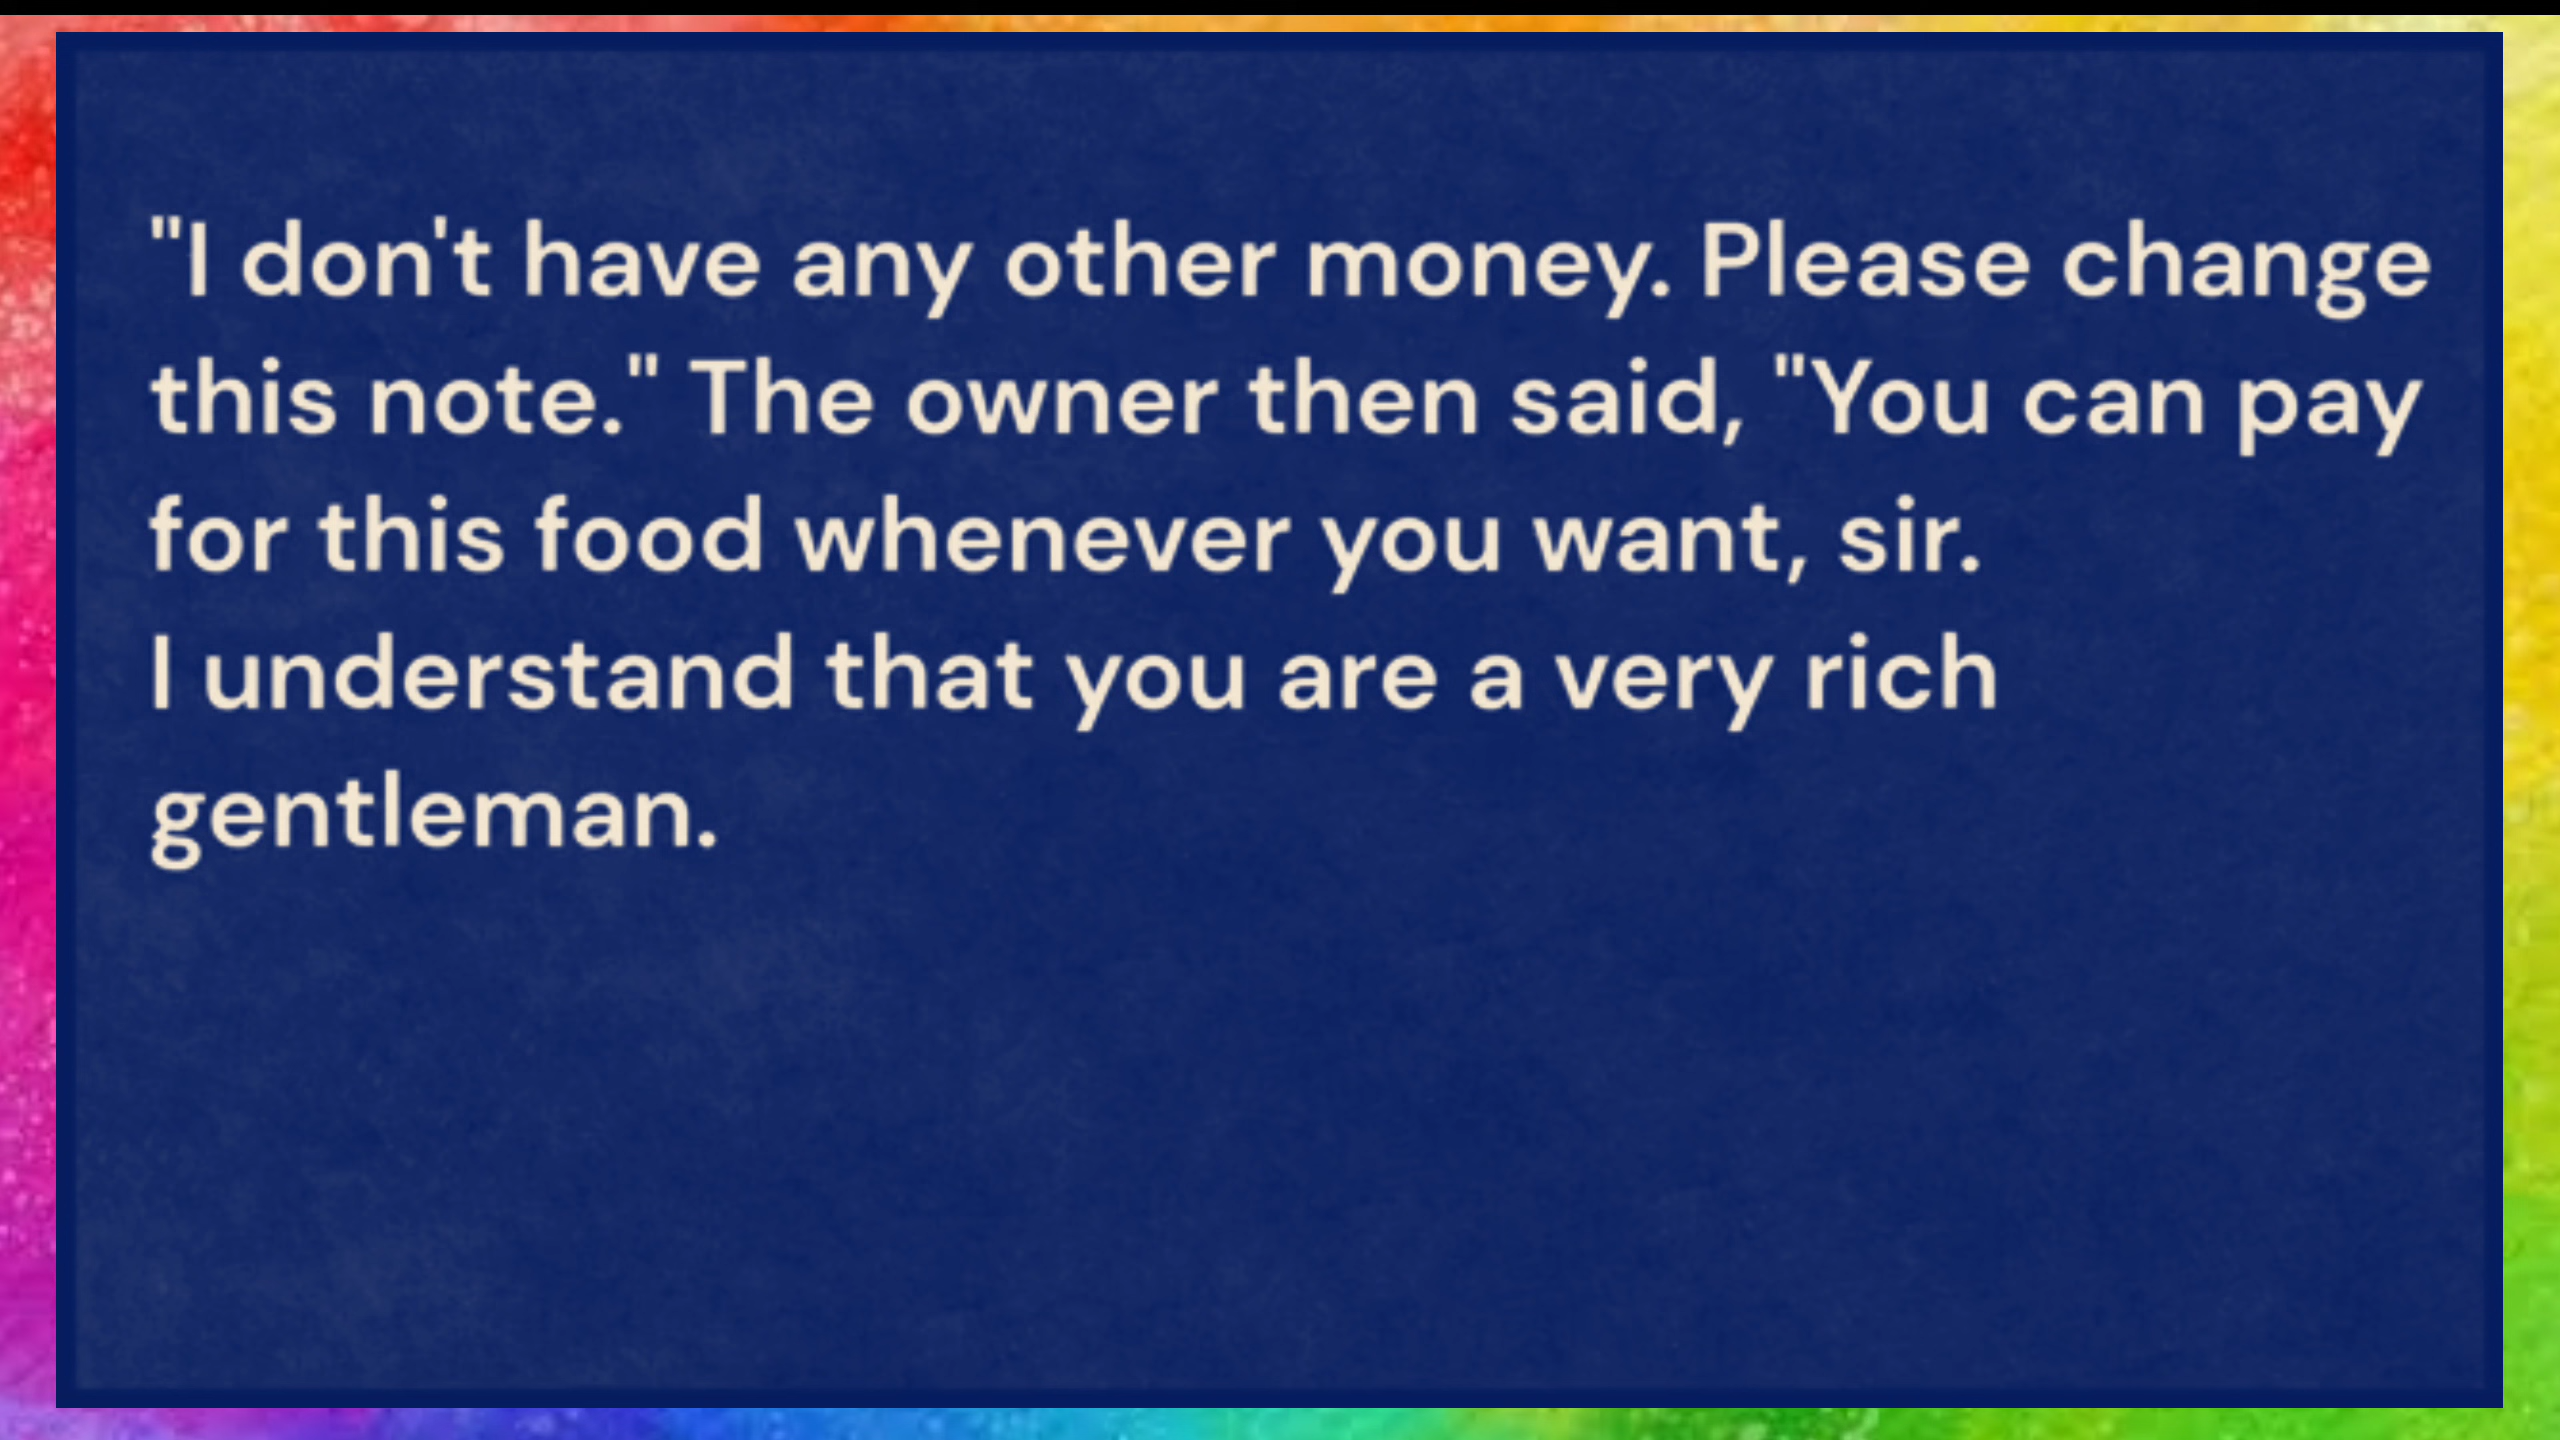 "I don't have any other money. Please change
this note." The owner then said, "You can pay
for this food whenever you want, sir.
I understand that you are a very rich
gentleman.